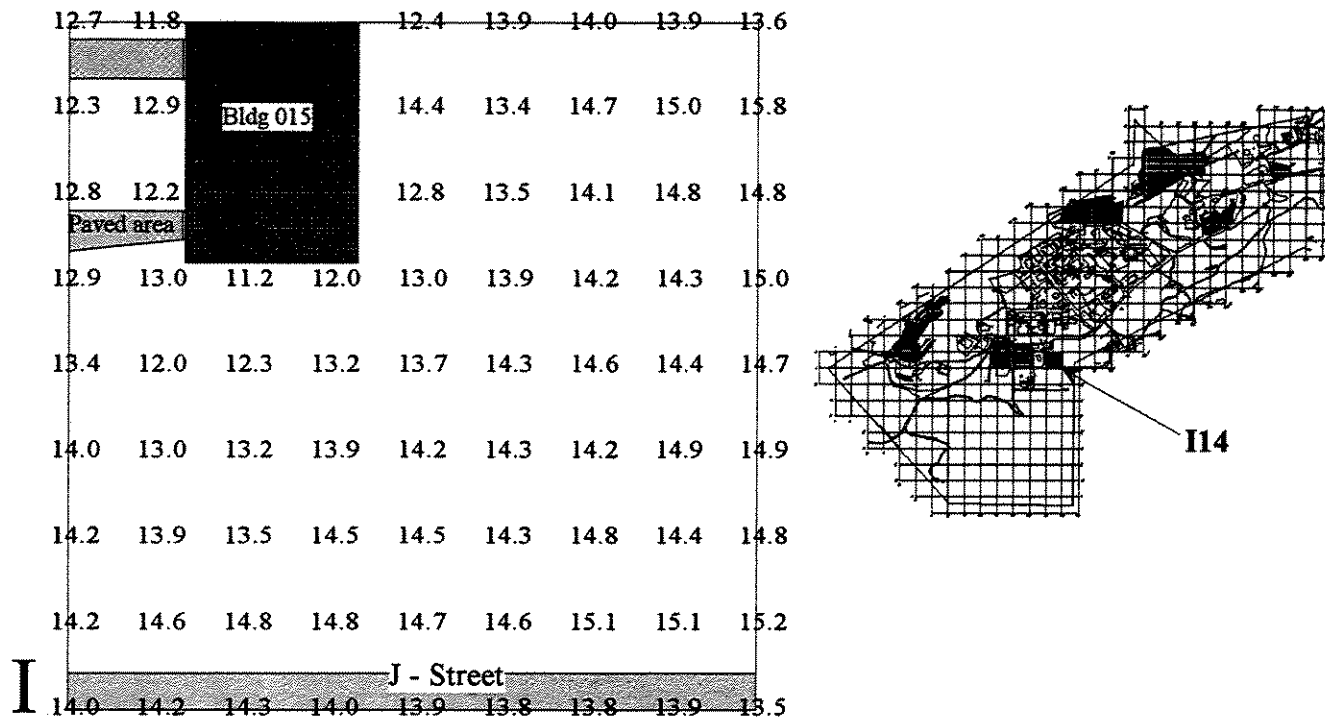 12.7 11.8 12.4 13.9 14.0 13.9 13.6
12.3 12.9 Bldg 015 14.4 13.4 14.7 15.0 15.8
12.8 12.2 12.8 13.5 14.1 14.8 14.8
Paved area
12.9 13.0 11.2 12.0 13.0 13.9 14.2 14.3 15.0
13.4 12.0 12.3 13.2 13.7 14.3 14.6 14.4 14.7
14.0 13.0 13.2 13.9 14.2 14.3 14.2 14.9 14.9
14.2 13.9 13.5 14.5 14.5 14.3 14.8 14.4 14.8
14.2 14.6 14.8 14.8 14.7 14.6 15.1 15.1 15.2
I J - Street
14.0 14.2 14.3 14.0 13.9 13.8 13.8 13.9 13.5
I14